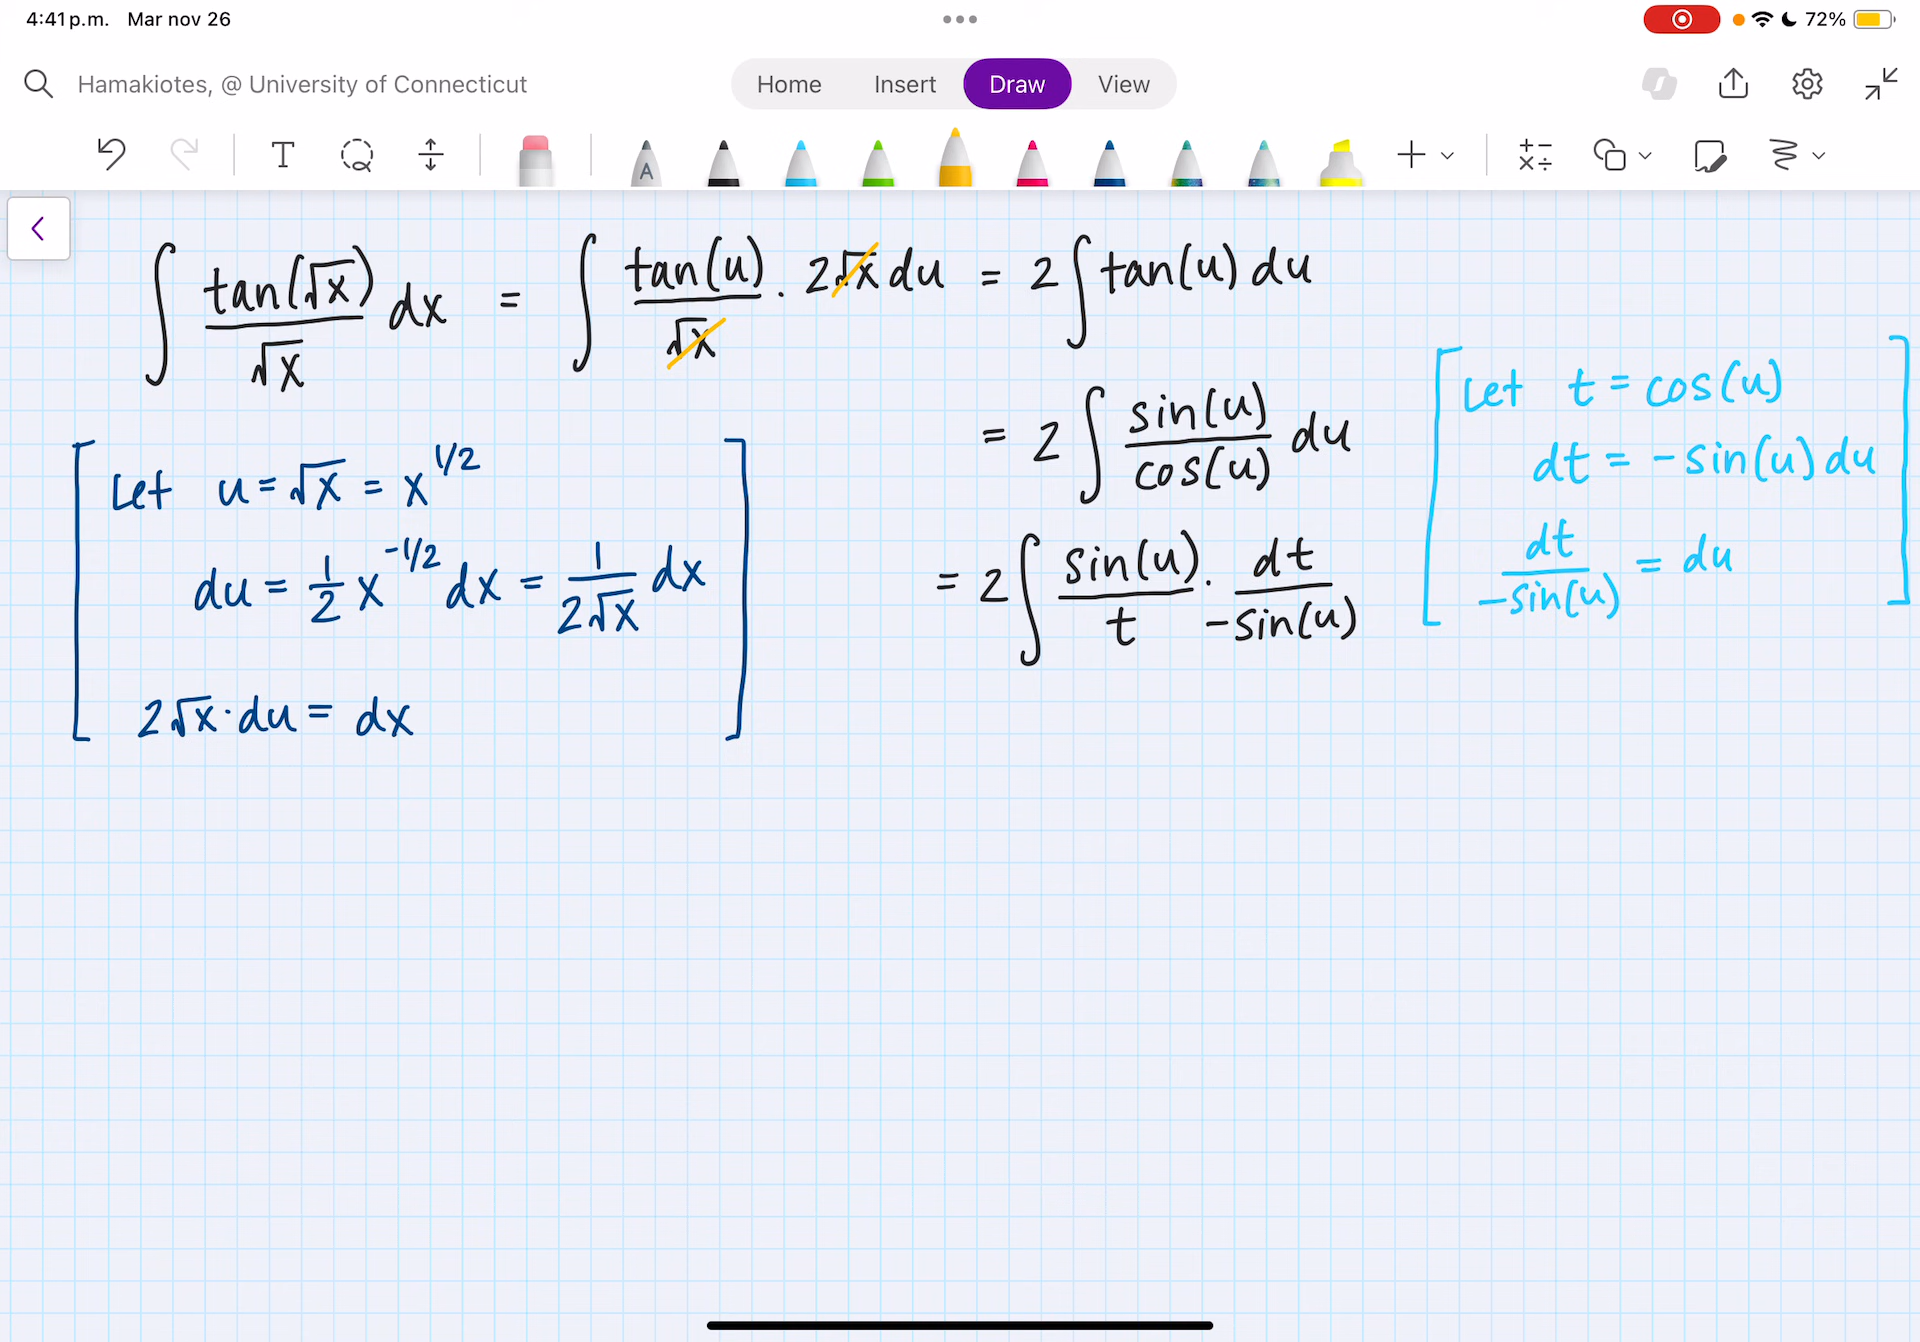 4:41 p.m. Mar nov 26
72%
Hamakiotes, @ University of Connecticut
Home Insert Draw View
T
A
∫ tan(√x)/√x dx = ∫ tan(u)/√x · 2√x du = 2 ∫ tan(u) du
= 2 ∫ sin(u)/cos(u) du
= 2 ∫ sin(u)/t · dt/-sin(u)
Let u = √x = x^1/2
du = 1/2 x^-1/2 dx = 1/2√x dx
2√x · du = dx
Let t = cos(u)
dt = -sin(u) du
dt/-sin(u) = du